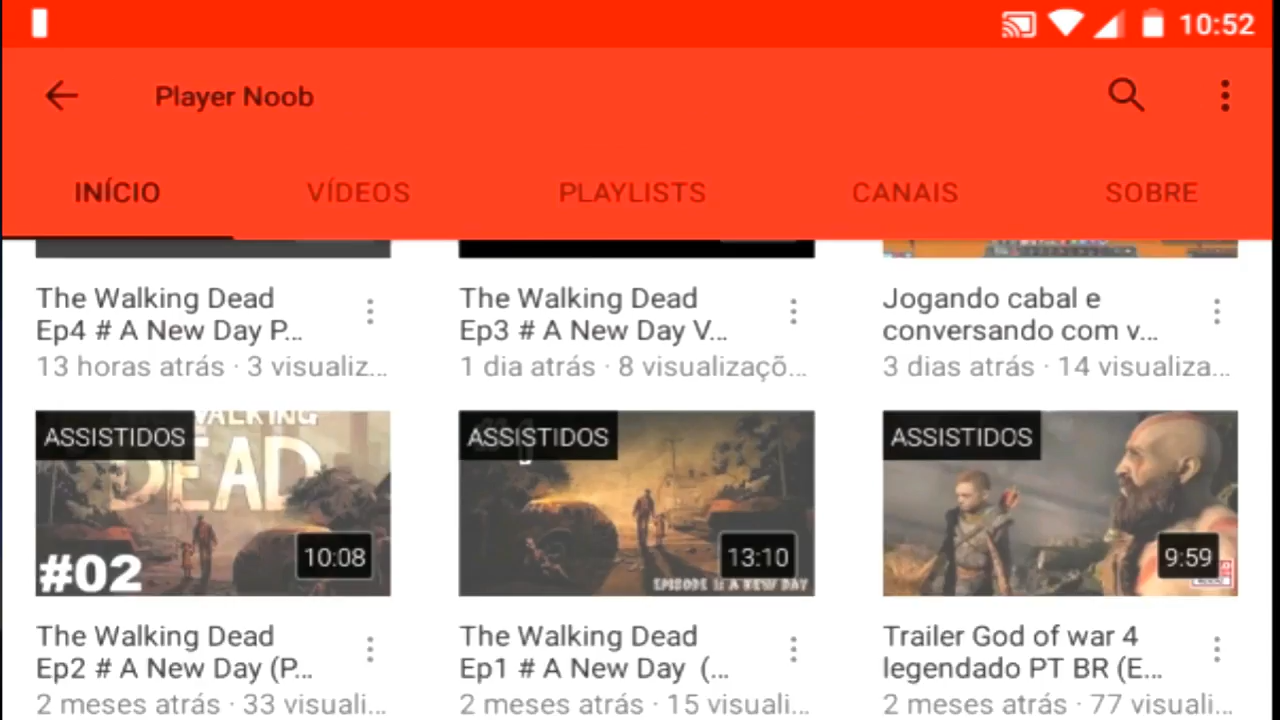 10:52
Player Noob
INÍCIO
VÍDEOS
PLAYLISTS
CANAIS
SOBRE
The Walking Dead
Ep4 # A New Day P...
13 horas atrás · 3 visualiz...
The Walking Dead
Ep3 # A New Day V...
1 dia atrás · 8 visualizaçõ...
Jogando cabal e
conversando com v...
3 dias atrás · 14 visualiza...
ASSISTIDOS
WALKING
DEAD
#02
10:08
ASSISTIDOS
13:10
EPISODE 1: A NEW DAY
ASSISTIDOS
9:59
The Walking Dead
Ep2 # A New Day (P...
2 meses atrás · 33 visuali...
The Walking Dead
Ep1 # A New Day (...
2 meses atrás · 15 visuali...
Trailer God of war 4
legendado PT BR (E...
2 meses atrás · 77 visuali...